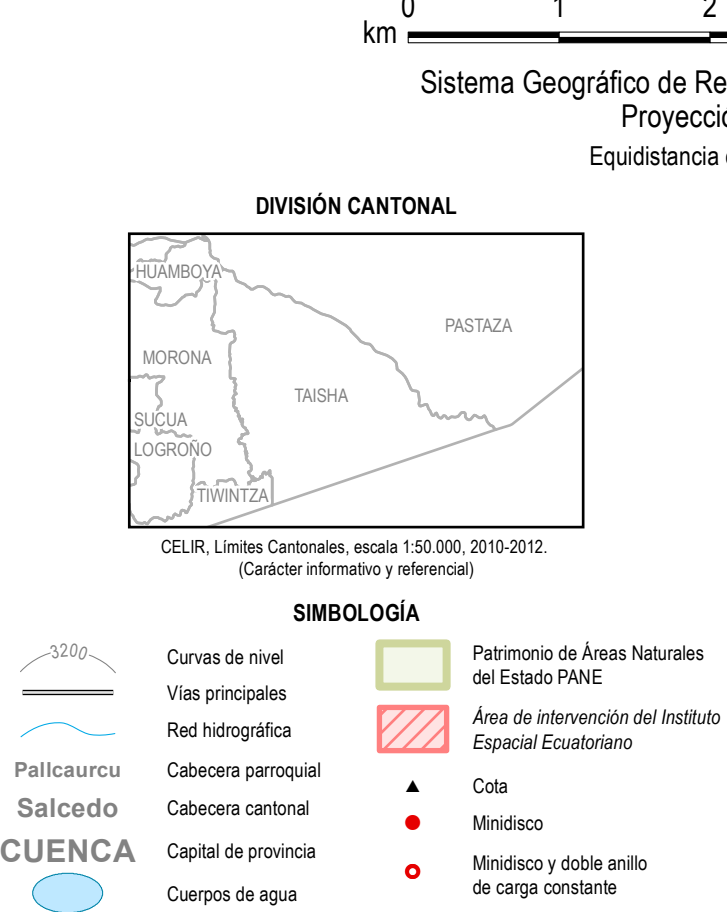 0 1 2
km
Sistema Geográfico de Re
Proyecció
Equidistancia
DIVISIÓN CANTONAL
HUAMBOYA
PASTAZA
MORONA
TAISHA
SUCUA
LOGROÑO
TIWINTZA
CELIR, Límites Cantonales, escala 1:50.000, 2010-2012.
(Carácter informativo y referencial)
SIMBOLOGÍA
3200
Curvas de nivel
Vías principales
Red hidrográfica
Pallcaurcu Cabecera parroquial
Salcedo Cabecera cantonal
CUENCA Capital de provincia
Cuerpos de agua
Patrimonio de Áreas Naturales
del Estado PANE
Área de intervención del Instituto
Espacial Ecuatoriano
Cota
Minidisco
Minidisco y doble anillo
de carga constante